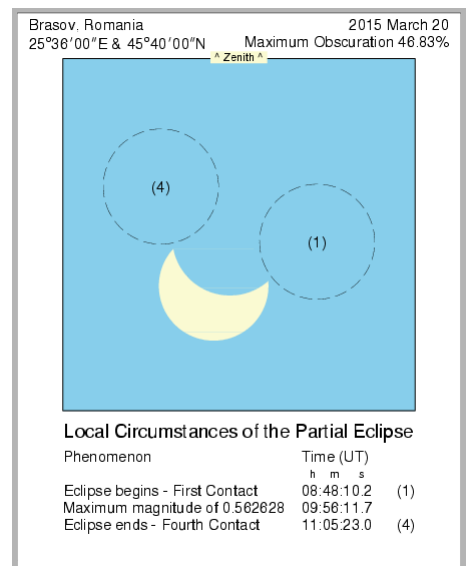 Brasov, Romania 2015 March 20
25°36'00"E & 45°40'00"N Maximum Obscuration 46.83%
^ Zenith ^
(4)
(1)
Local Circumstances of the Partial Eclipse
Phenomenon Time (UT)
h m s
Eclipse begins - First Contact 08:48:10.2 (1)
Maximum magnitude of 0.562628 09:56:11.7
Eclipse ends - Fourth Contact 11:05:23.0 (4)